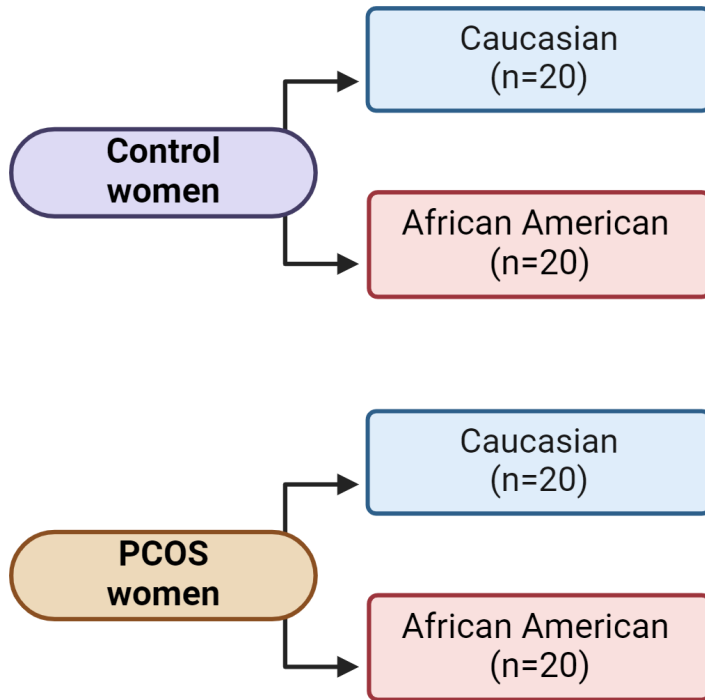 Caucasian
(n=20)
Control
women
African American
(n=20)
Caucasian
(n=20)
PCOS
women
African American
(n=20)